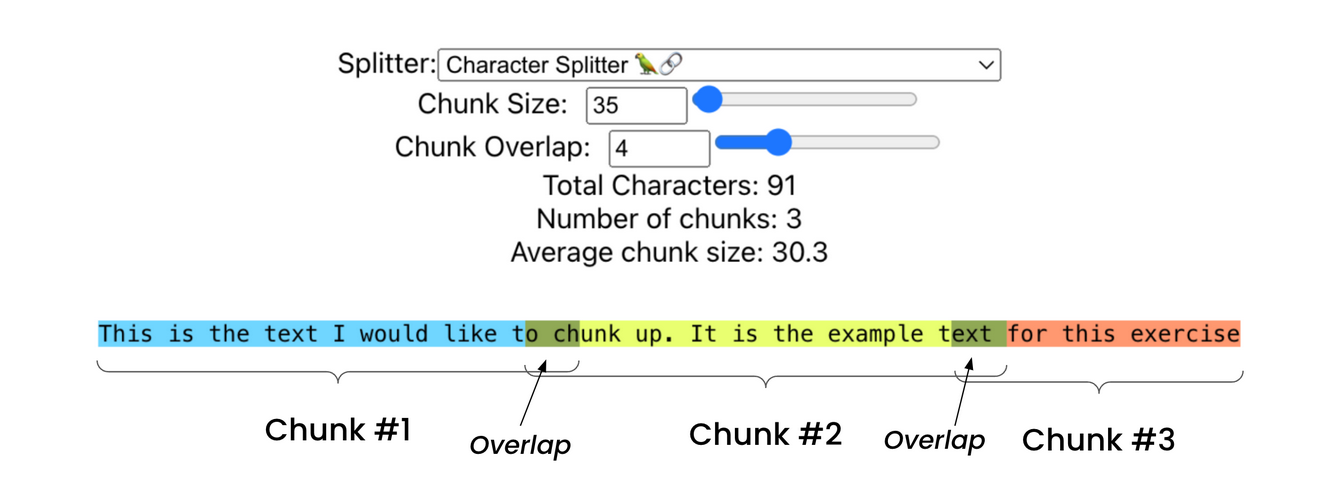 Splitter: Character Splitter 🦜🔗
Chunk Size: 35
Chunk Overlap: 4
Total Characters: 91
Number of chunks: 3
Average chunk size: 30.3
This is the text I would like to chunk up. It is the example text for this exercise
Chunk #1
Overlap
Chunk #2
Overlap
Chunk #3